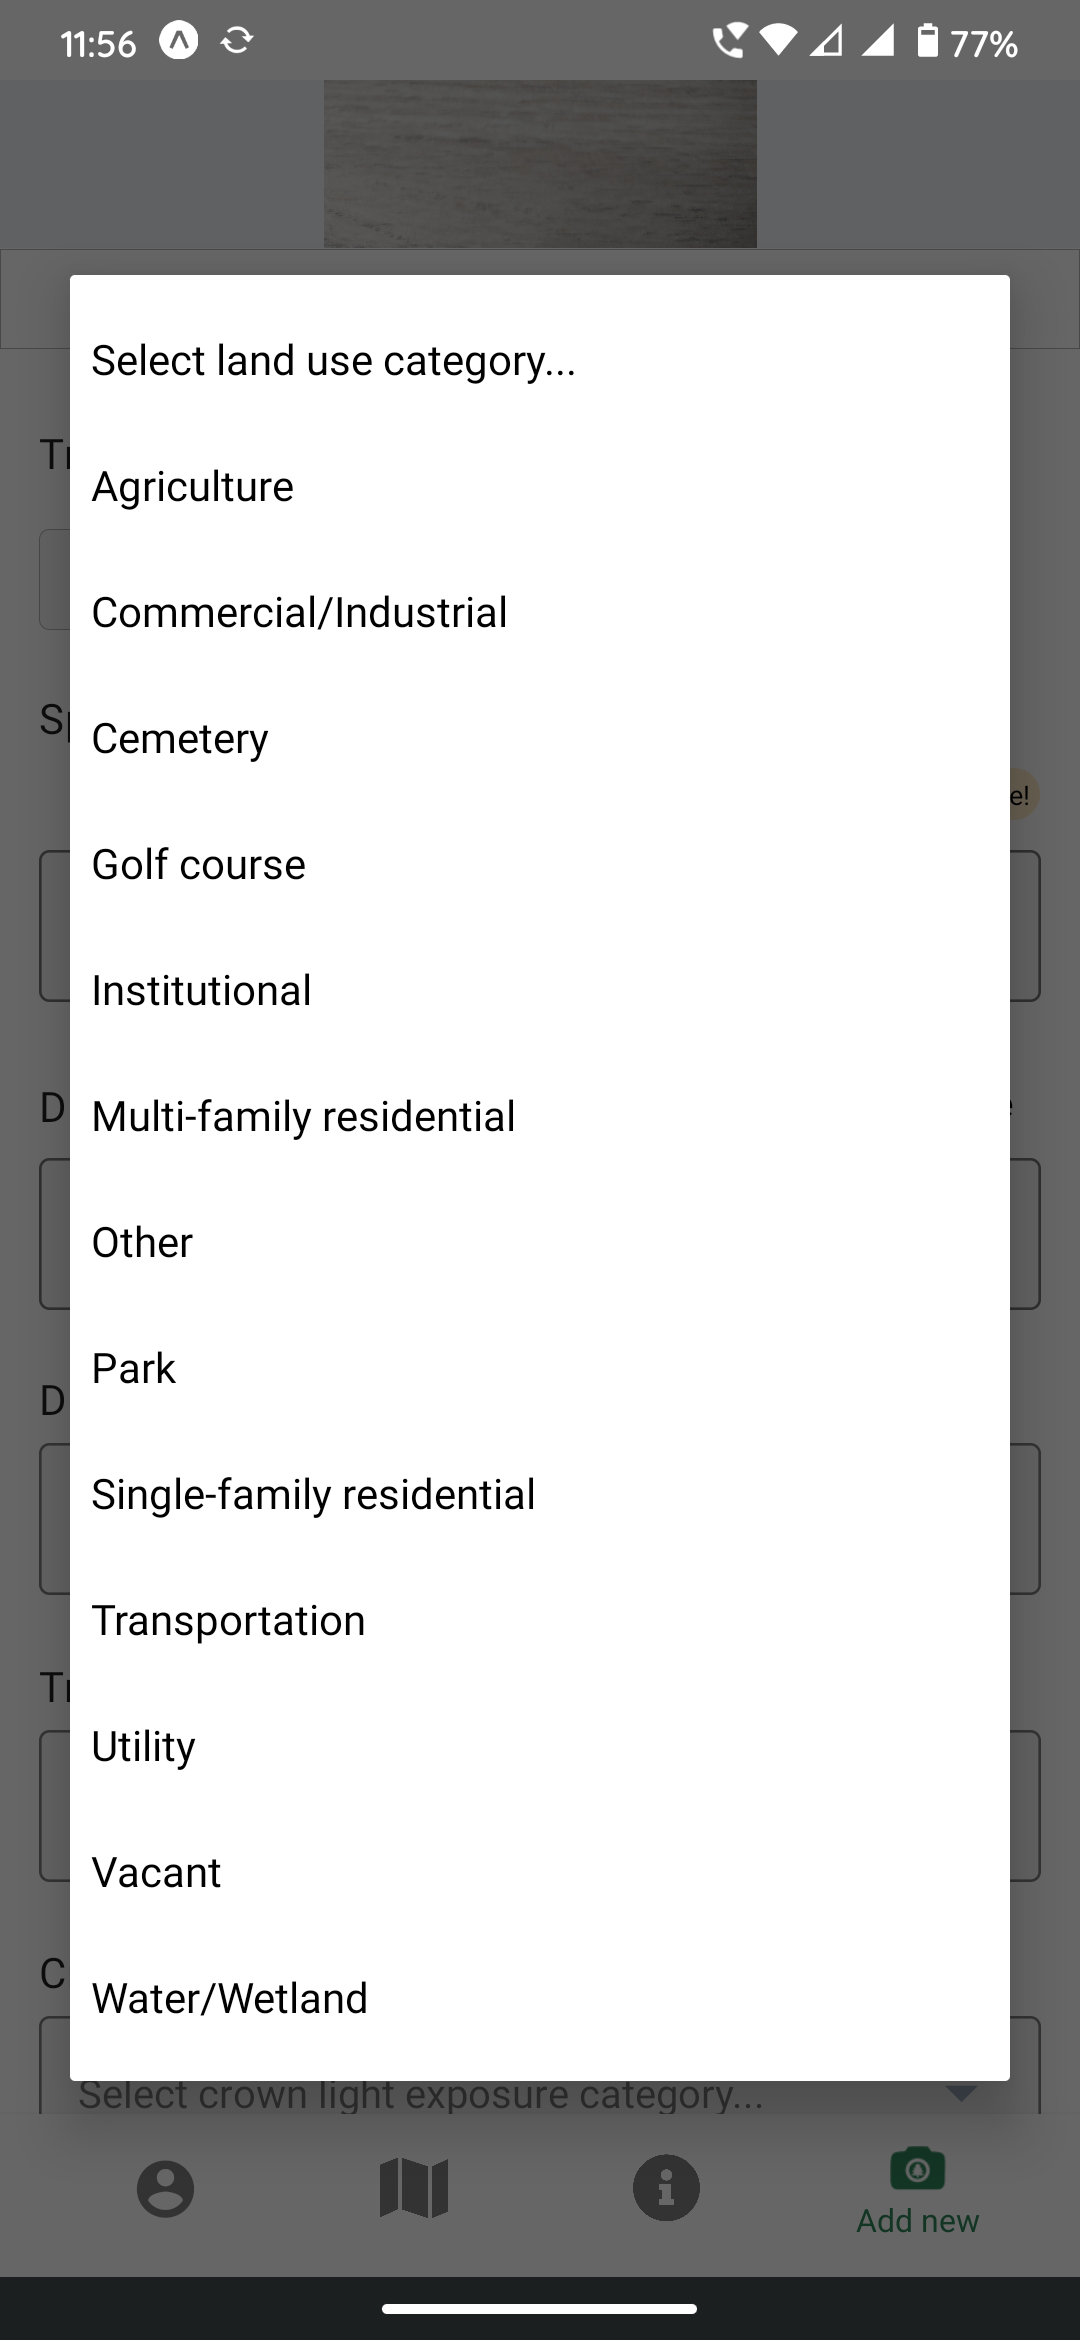 11:56
77%
Select land use category...
Agriculture
Commercial/Industrial
Cemetery
Golf course
Institutional
Multi-family residential
Other
Park
Single-family residential
Transportation
Utility
Vacant
Water/Wetland
Select crown light exposure category...
Add new